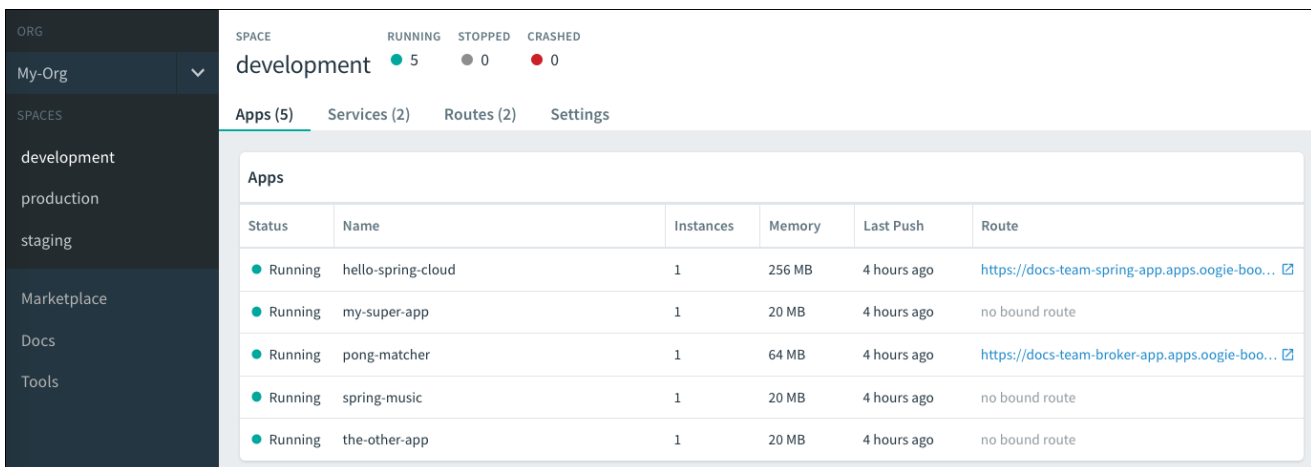 ORG
My-Org
SPACES
development
production
staging
Marketplace
Docs
Tools
SPACE RUNNING STOPPED CRASHED
development 5 0 0
Apps (5) Services (2) Routes (2) Settings
Apps
Status Name Instances Memory Last Push Route
Running hello-spring-cloud 1 256 MB 4 hours ago https://docs-team-spring-app.apps.oogie-boo...
Running my-super-app 1 20 MB 4 hours ago no bound route
Running pong-matcher 1 64 MB 4 hours ago https://docs-team-broker-app.apps.oogie-boo...
Running spring-music 1 20 MB 4 hours ago no bound route
Running the-other-app 1 20 MB 4 hours ago no bound route